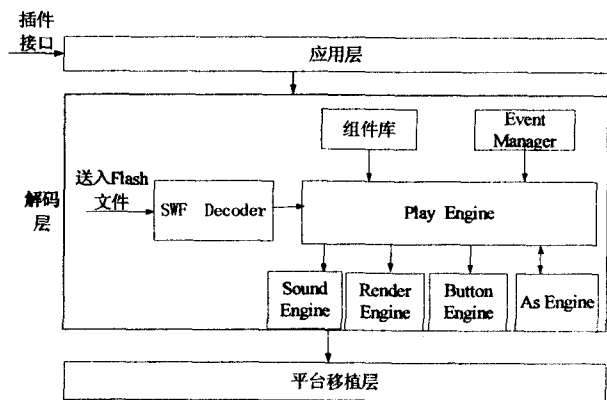 插件
接口
应用层
组件库
Event
Manager
送入Flash
文件
解码
层
SWF Decoder
Play Engine
Sound
Engine
Render
Engine
Button
Engine
As Engine
平台移植层